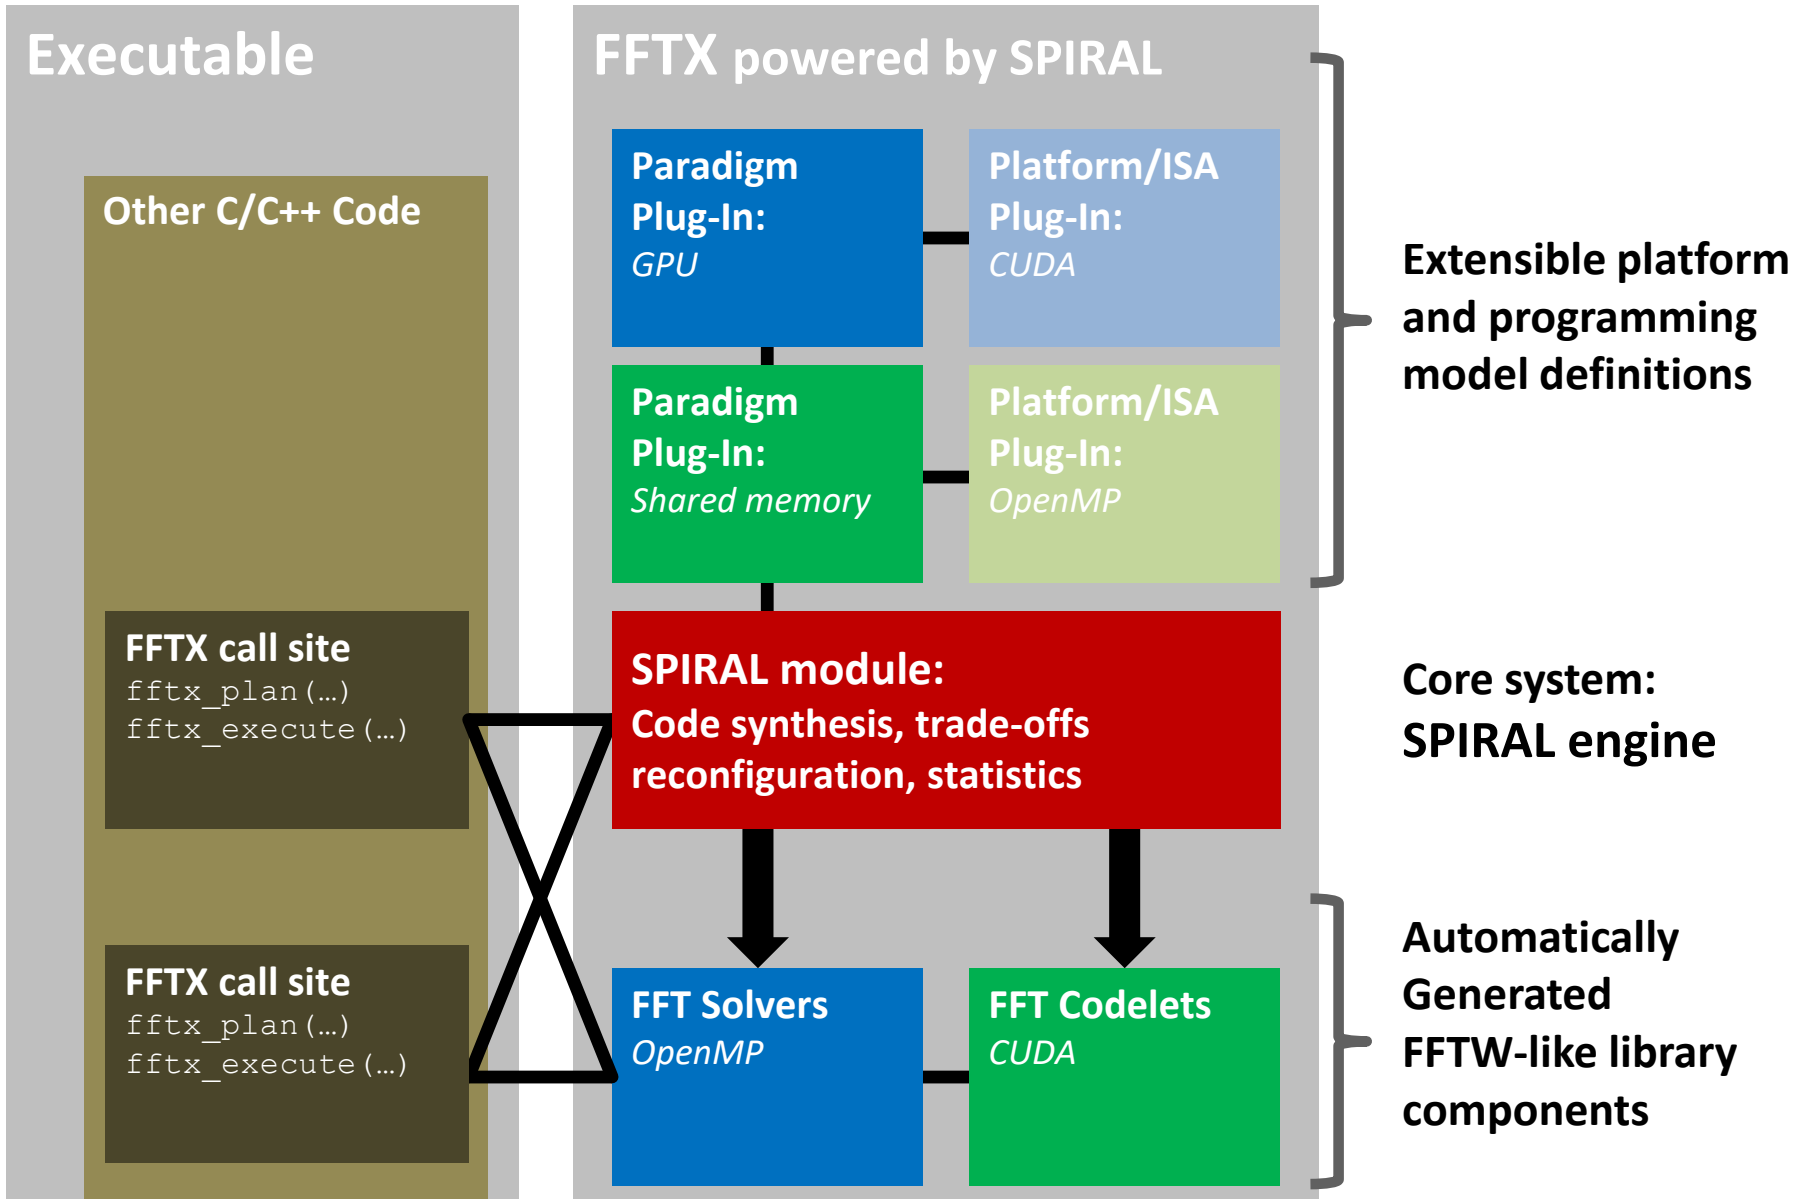 Executable
Other C/C++ Code
FFTX call site
fftx_plan(…)
fftx_execute(…)
FFTX call site
fftx_plan(…)
fftx_execute(…)
FFTX powered by SPIRAL
Paradigm
Plug-In:
GPU
Platform/ISA
Plug-In:
CUDA
Paradigm
Plug-In:
Shared memory
Platform/ISA
Plug-In:
OpenMP
SPIRAL module:
Code synthesis, trade-offs
reconfiguration, statistics
FFT Solvers
OpenMP
FFT Codelets
CUDA
Extensible platform
and programming
model definitions
Core system:
SPIRAL engine
Automatically
Generated
FFTW-like library
components